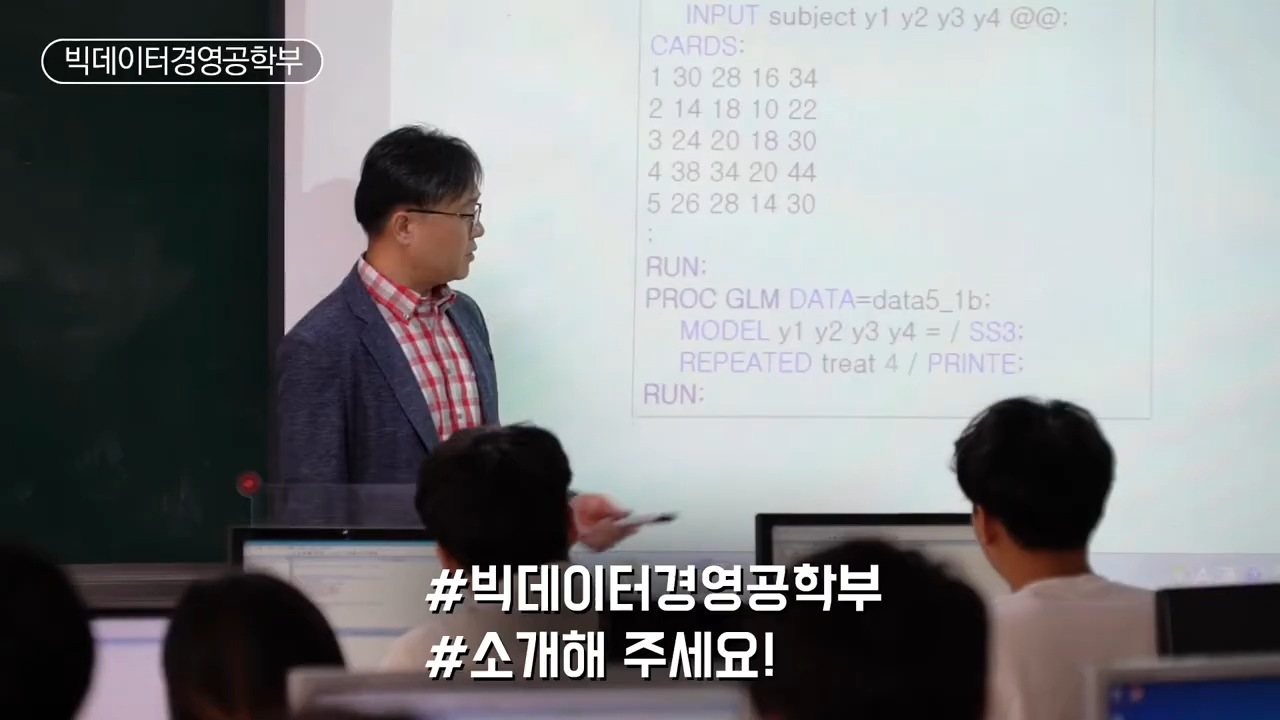 빅데이터경영공학부
INPUT subject y1 y2 y3 y4 @@;
CARDS;
1 30 28 16 34
2 14 18 10 22
3 24 20 18 30
4 38 34 20 44
5 26 28 14 30
;
RUN;
PROC GLM DATA=data5_1b;
MODEL y1 y2 y3 y4 = / SS3;
REPEATED treat 4 / PRINTE;
RUN;
#빅데이터경영공학부
#소개해 주세요!